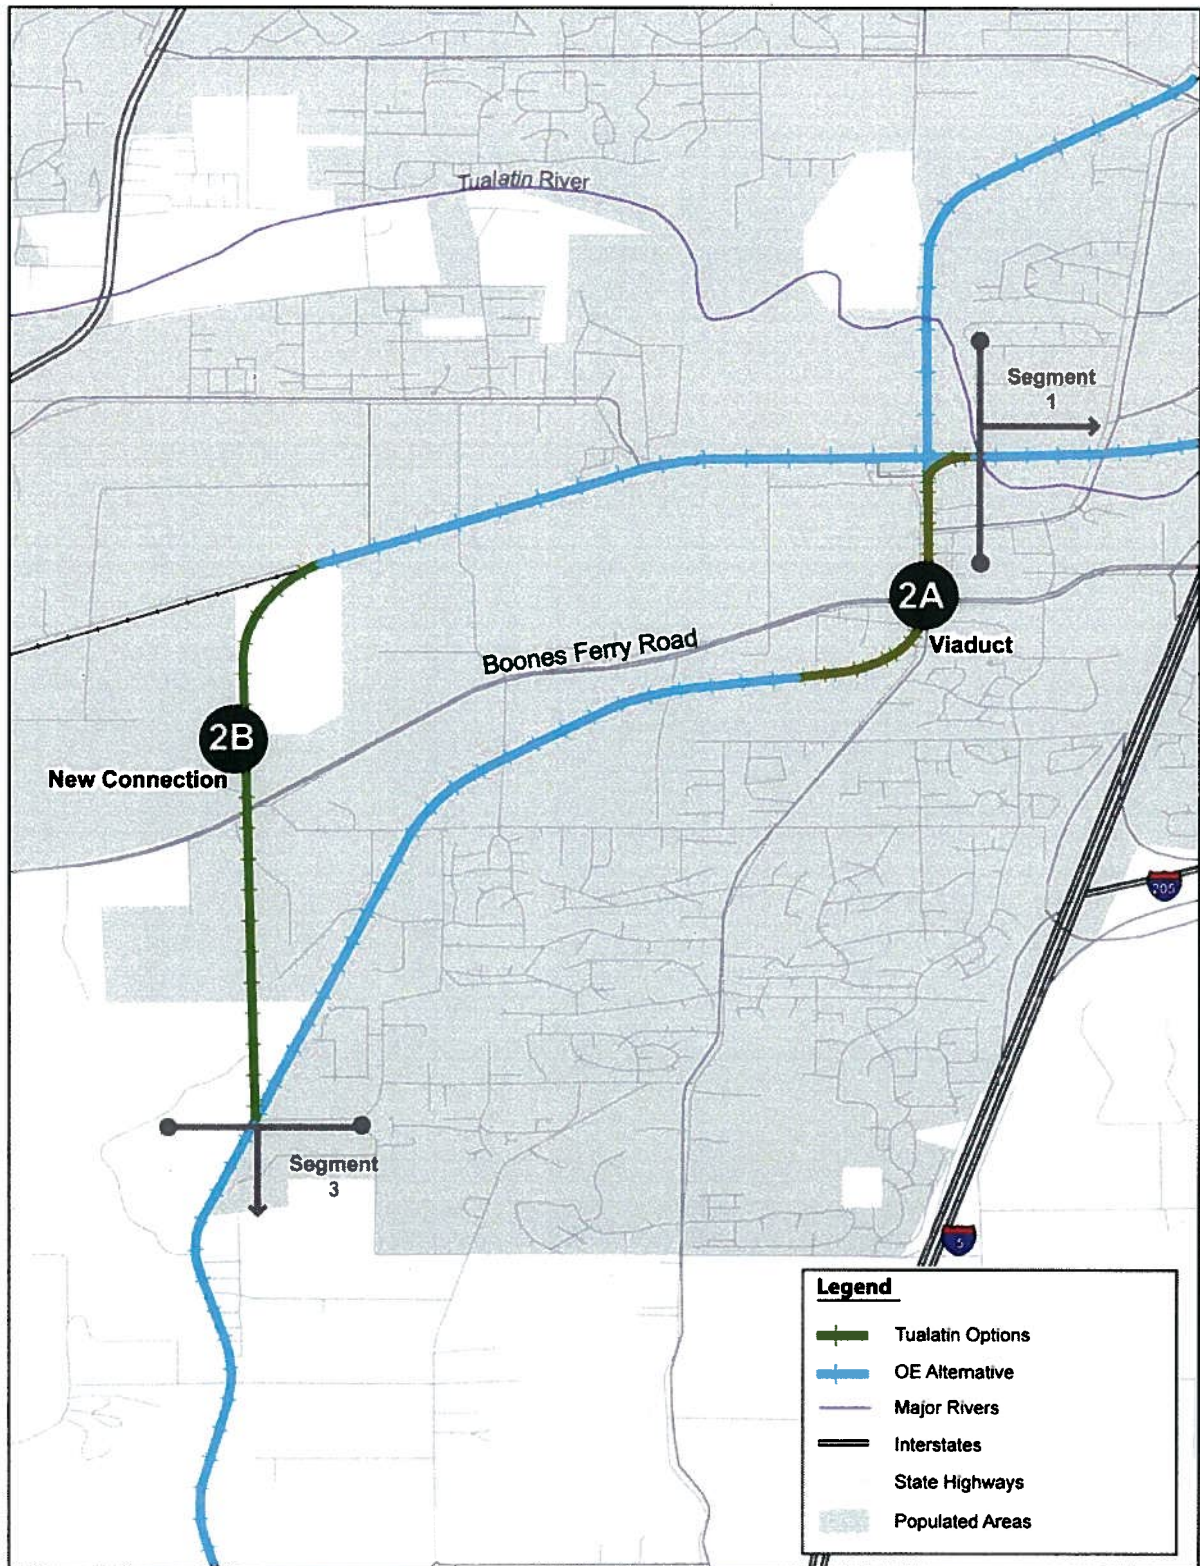 Tualatin River
Segment
1
2A
Viaduct
Boones Ferry Road
2B
New Connection
205
Segment
3
5
Legend
Tualatin Options
OE Alternative
Major Rivers
Interstates
State Highways
Populated Areas